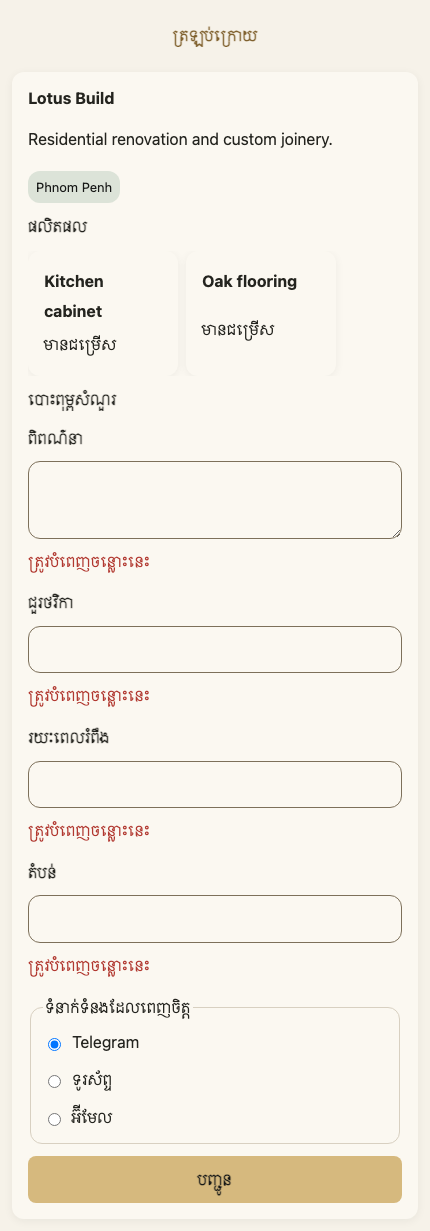 ត្រឡប់ក្រោយ
Lotus Build
Residential renovation and custom joinery.
Phnom Penh
ផលិតផល
Kitchen
cabinet
មានជម្រើស
Oak flooring
មានជម្រើស
បោះពុម្ពសំណួរ
ពិពណ៌នា
ត្រូវបំពេញចន្លោះនេះ
ជួរថវិកា
ត្រូវបំពេញចន្លោះនេះ
រយៈពេលរំពឹង
ត្រូវបំពេញចន្លោះនេះ
តំបន់
ត្រូវបំពេញចន្លោះនេះ
ទំនាក់ទំនងដែលពេញចិត្ត
Telegram
ទូរស័ព្ទ
អ៊ីមែល
បញ្ជូន